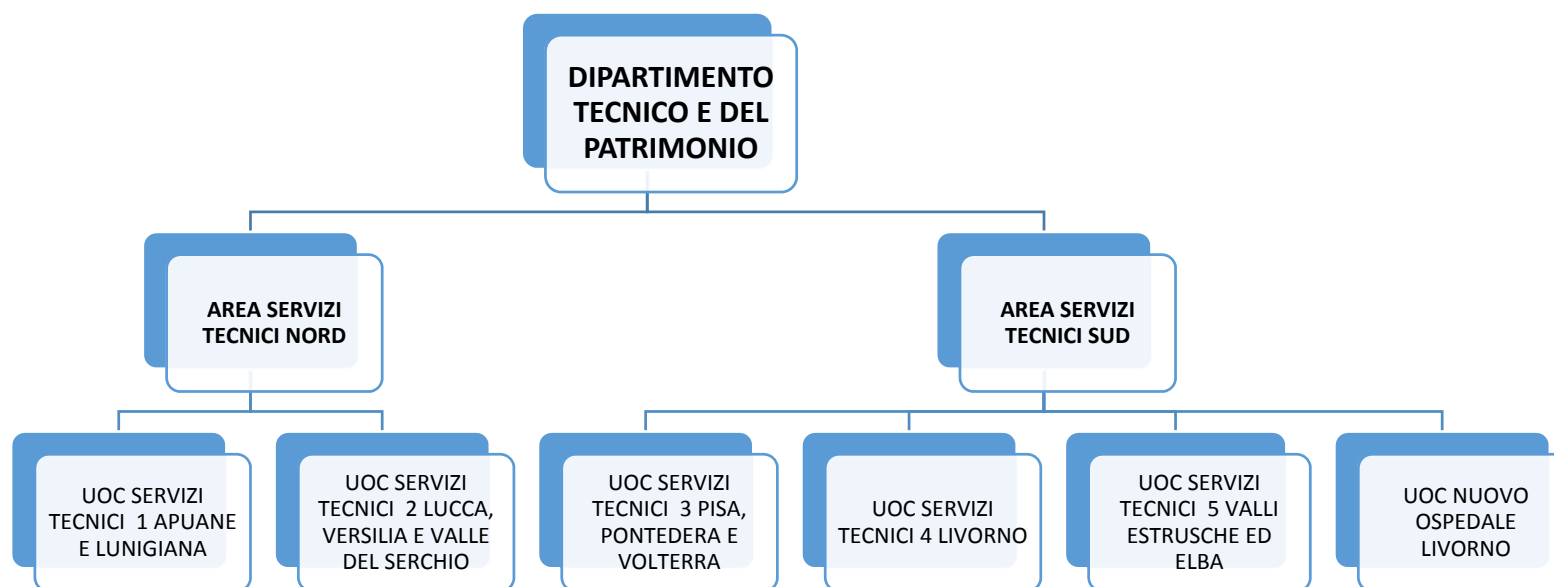 DIPARTIMENTO
TECNICO E DEL
PATRIMONIO
AREA SERVIZI
TECNICI NORD
AREA SERVIZI
TECNICI SUD
UOC SERVIZI
TECNICI 1 APUANE
E LUNIGIANA
UOC SERVIZI
TECNICI 2 LUCCA,
VERSILIA E VALLE
DEL SERCHIO
UOC SERVIZI
TECNICI 3 PISA,
PONTEDERA E
VOLTERRA
UOC SERVIZI
TECNICI 4 LIVORNO
UOC SERVIZI
TECNICI 5 VALLI
ESTRUSCHE ED
ELBA
UOC NUOVO
OSPEDALE
LIVORNO